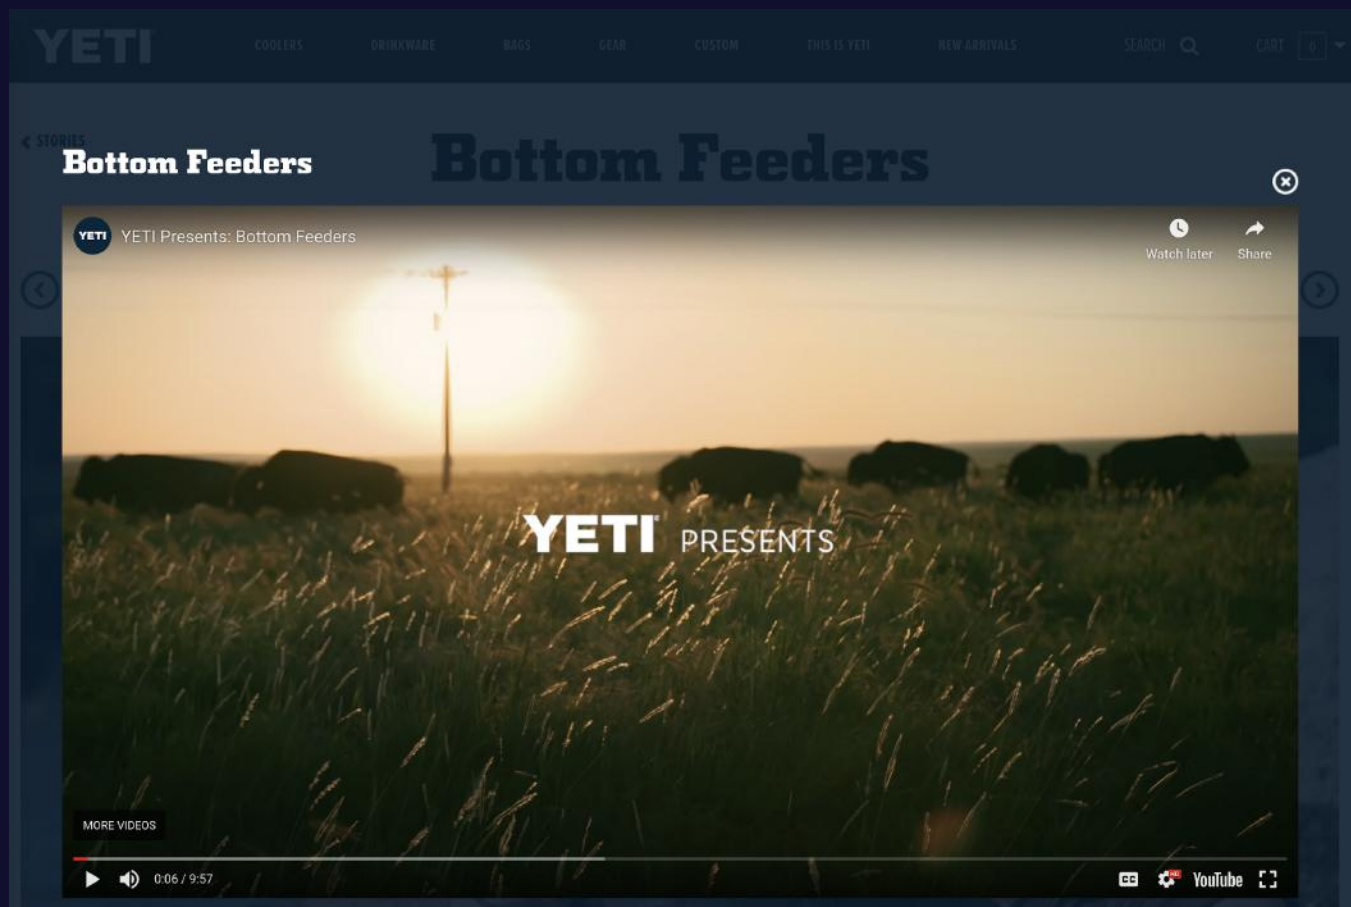 YETI
COOLERS DRINKWARE BAGS GEAR CUSTOM THIS IS YETI NEW ARRIVALS SEARCH CART 0
STORIES
Bottom Feeders
Bottom Feeders
YETI YETI Presents: Bottom Feeders
Watch later Share
YETI PRESENTS
MORE VIDEOS
0:06 / 9:57
CC HD YouTube